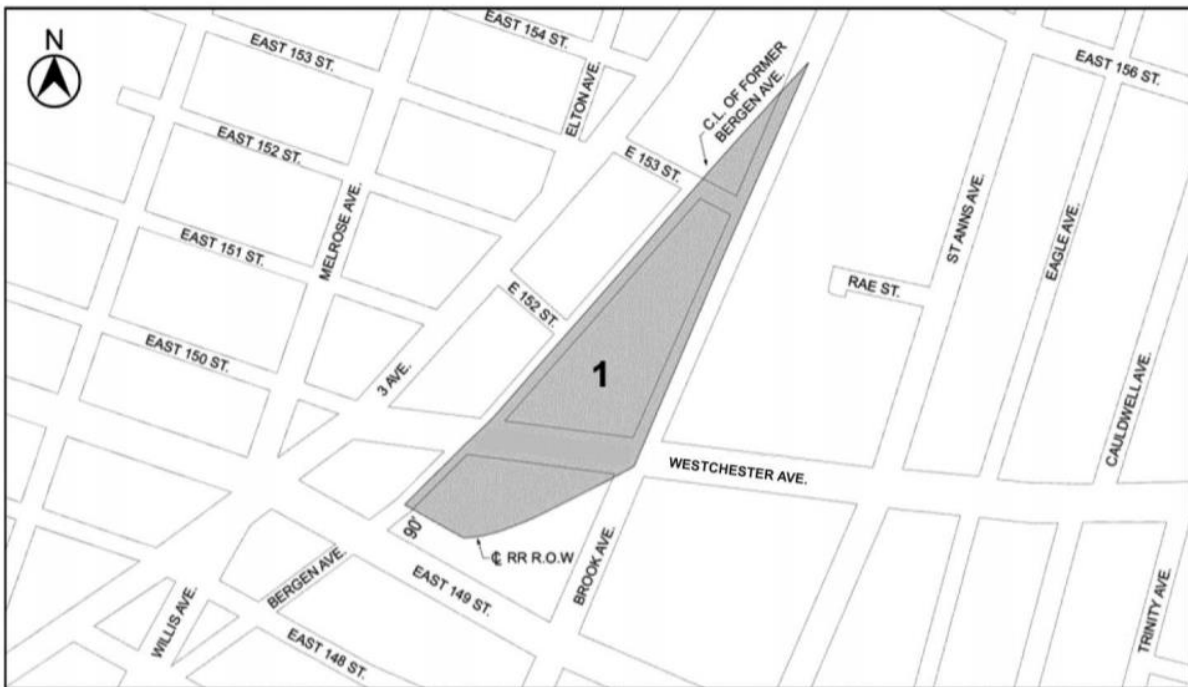 N
EAST 153 ST.
EAST 154 ST.
ELTON AVE.
C.L. OF FORMER
BERGEN AVE.
EAST 156 ST.
EAST 152 ST.
E 153 ST.
MELROSE AVE.
ST ANNS AVE.
EAGLE AVE.
EAST 151 ST.
E 152 ST.
RAE ST.
EAST 150 ST.
3 AVE.
1
CAULDWELL AVE.
WESTCHESTER AVE.
90'
℄ RR R.O.W
BROOK AVE.
BERGEN AVE.
EAST 149 ST.
WILLIS AVE.
EAST 148 ST.
TRINITY AVE.